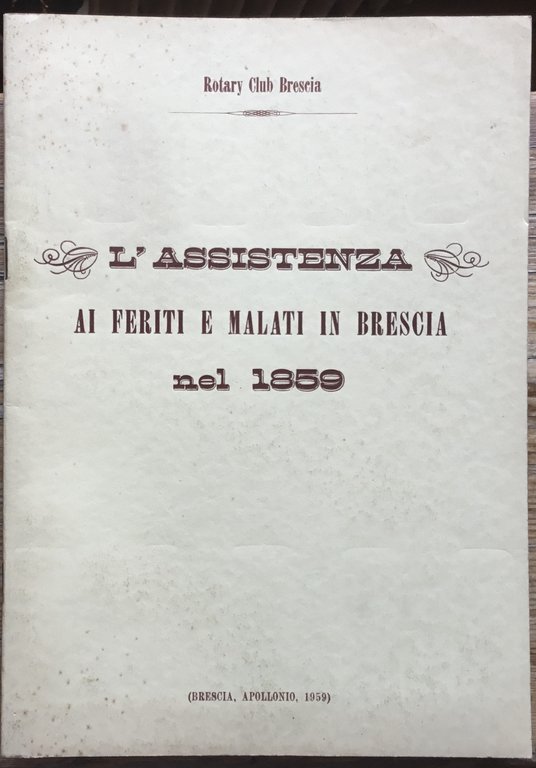 Rotary Club Brescia
L'ASSISTENZA
AI FERITI E MALATI IN BRESCIA
nel 1859
(BRESCIA, APOLLONIO, 1959)